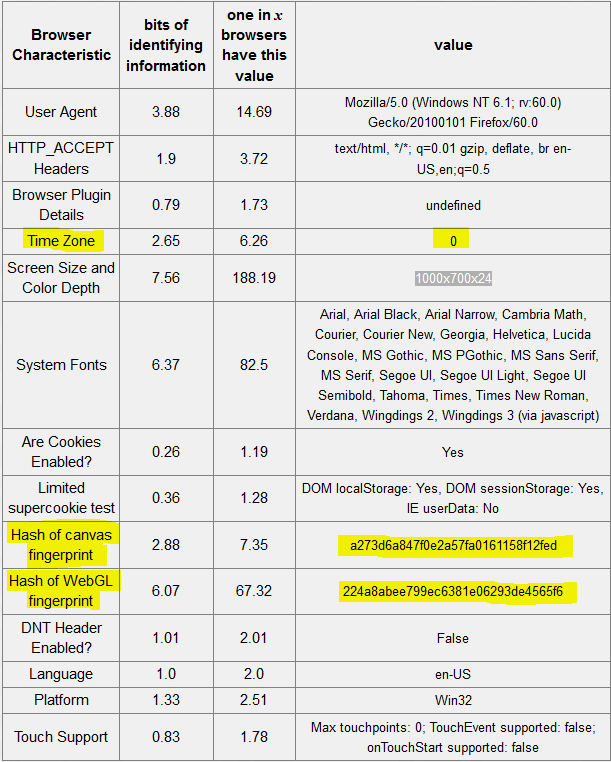 Browser Characteristic bits of identifying information one in x browsers have this value value
User Agent 3.88 14.69 Mozilla/5.0 (Windows NT 6.1; rv:60.0)
Gecko/20100101 Firefox/60.0
HTTP_ACCEPT Headers 1.9 3.72 text/html, */*; q=0.01 gzip, deflate, br en-
US,en;q=0.5
Browser Plugin Details 0.79 1.73 undefined
Time Zone 2.65 6.26 0
Screen Size and Color Depth 7.56 188.19 1000x700x24
System Fonts 6.37 82.5 Arial, Arial Black, Arial Narrow, Cambria Math,
Courier, Courier New, Georgia, Helvetica, Lucida
Console, MS Gothic, MS PGothic, MS Sans Serif,
MS Serif, Segoe UI, Segoe UI Light, Segoe UI
Semibold, Tahoma, Times, Times New Roman,
Verdana, Wingdings 2, Wingdings 3 (via javascript)
Are Cookies Enabled? 0.26 1.19 Yes
Limited supercookie test 0.36 1.28 DOM localStorage: Yes, DOM sessionStorage: Yes,
IE userData: No
Hash of canvas fingerprint 2.88 7.35 a273d6a847f0e2a57fa0161158f12fed
Hash of WebGL fingerprint 6.07 67.32 224a8abee799ec6381e06293de4565f6
DNT Header Enabled? 1.01 2.01 False
Language 1.0 2.0 en-US
Platform 1.33 2.51 Win32
Touch Support 0.83 1.78 Max touchpoints: 0; TouchEvent supported: false;
onTouchStart supported: false